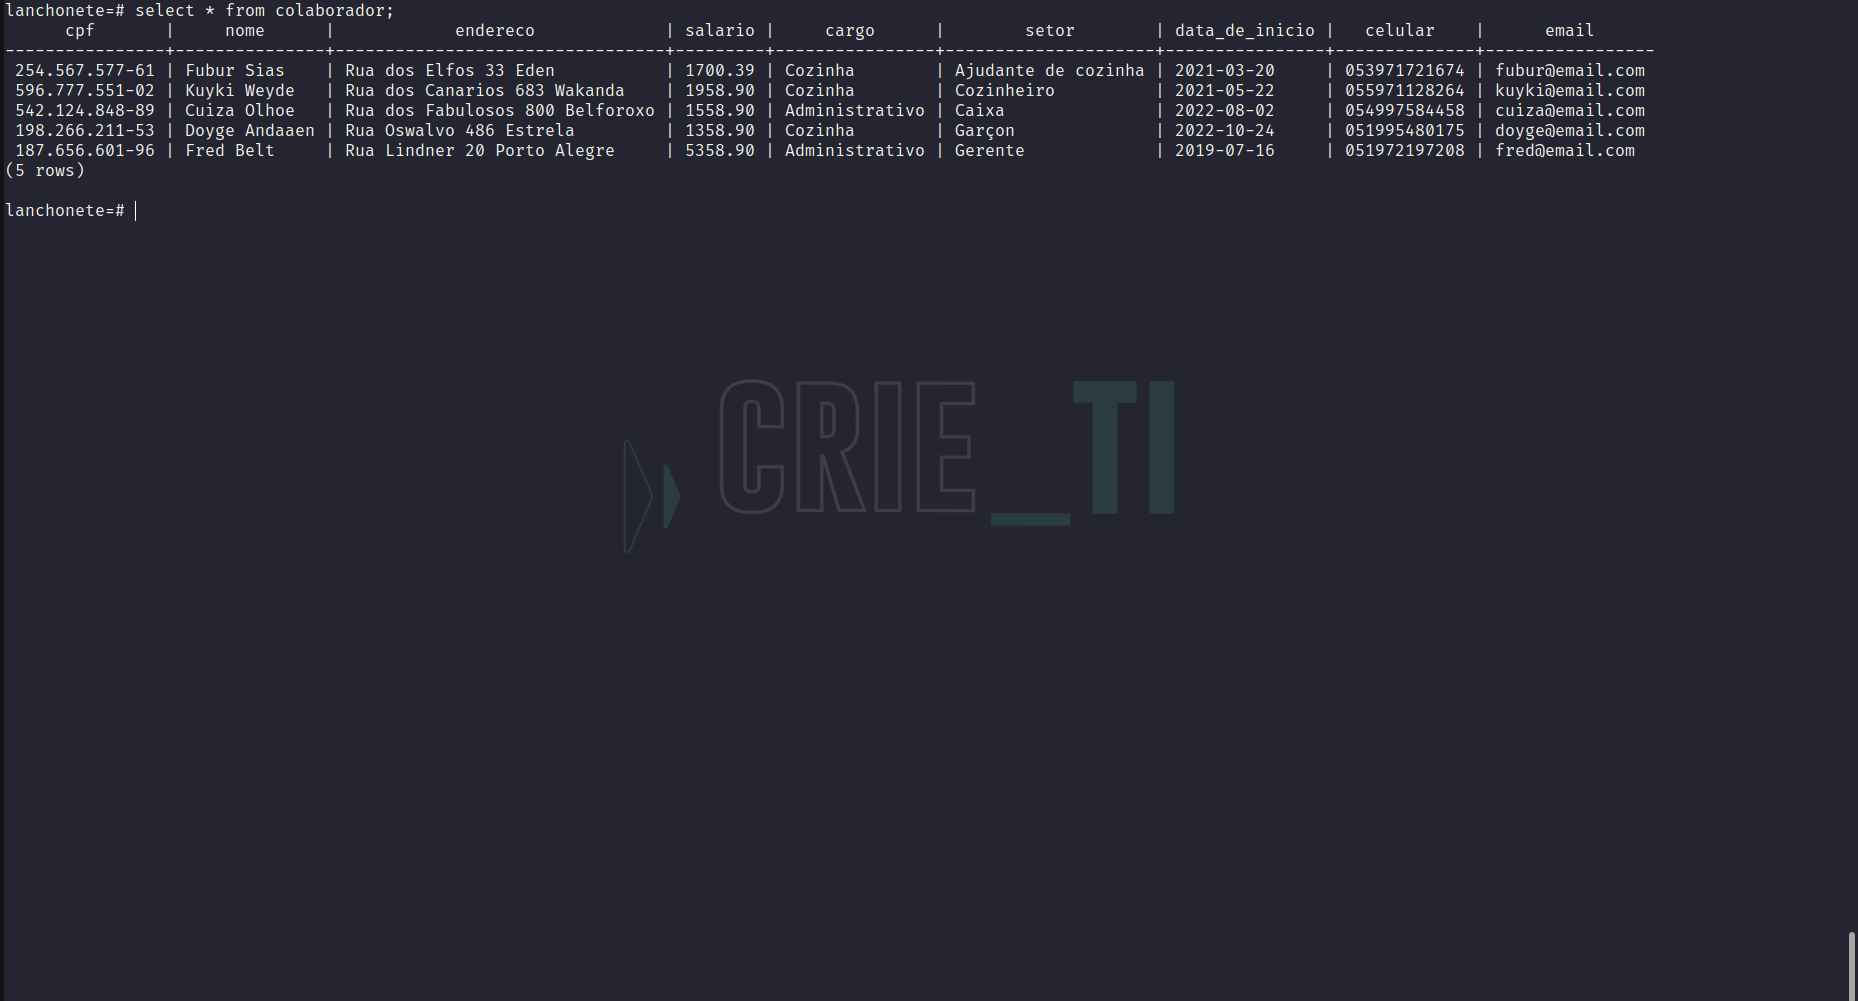 lanchonete=# select * from colaborador;
      cpf       |     nome      |            endereco             | salario |     cargo      |        setor        | data_de_inicio |   celular    |      email
----------------+---------------+---------------------------------+---------+----------------+---------------------+----------------+--------------+-----------------
 254.567.577-61 | Fubur Sias    | Rua dos Elfos 33 Eden           | 1700.39 | Cozinha        | Ajudante de cozinha | 2021-03-20     | 053971721674 | fubur@email.com
 596.777.551-02 | Kuyki Weyde   | Rua dos Canarios 683 Wakanda    | 1958.90 | Cozinha        | Cozinheiro          | 2021-05-22     | 055971128264 | kuyki@email.com
 542.124.848-89 | Cuiza Olhoe   | Rua dos Fabulosos 800 Belforoxo | 1558.90 | Administrativo | Caixa               | 2022-08-02     | 054997584458 | cuiza@email.com
 198.266.211-53 | Doyge Andaaen | Rua Oswalvo 486 Estrela         | 1358.90 | Cozinha        | Garçon              | 2022-10-24     | 051995480175 | doyge@email.com
 187.656.601-96 | Fred Belt     | Rua Lindner 20 Porto Alegre     | 5358.90 | Administrativo | Gerente             | 2019-07-16     | 051972197208 | fred@email.com
(5 rows)
lanchonete=#
CRIE_TI